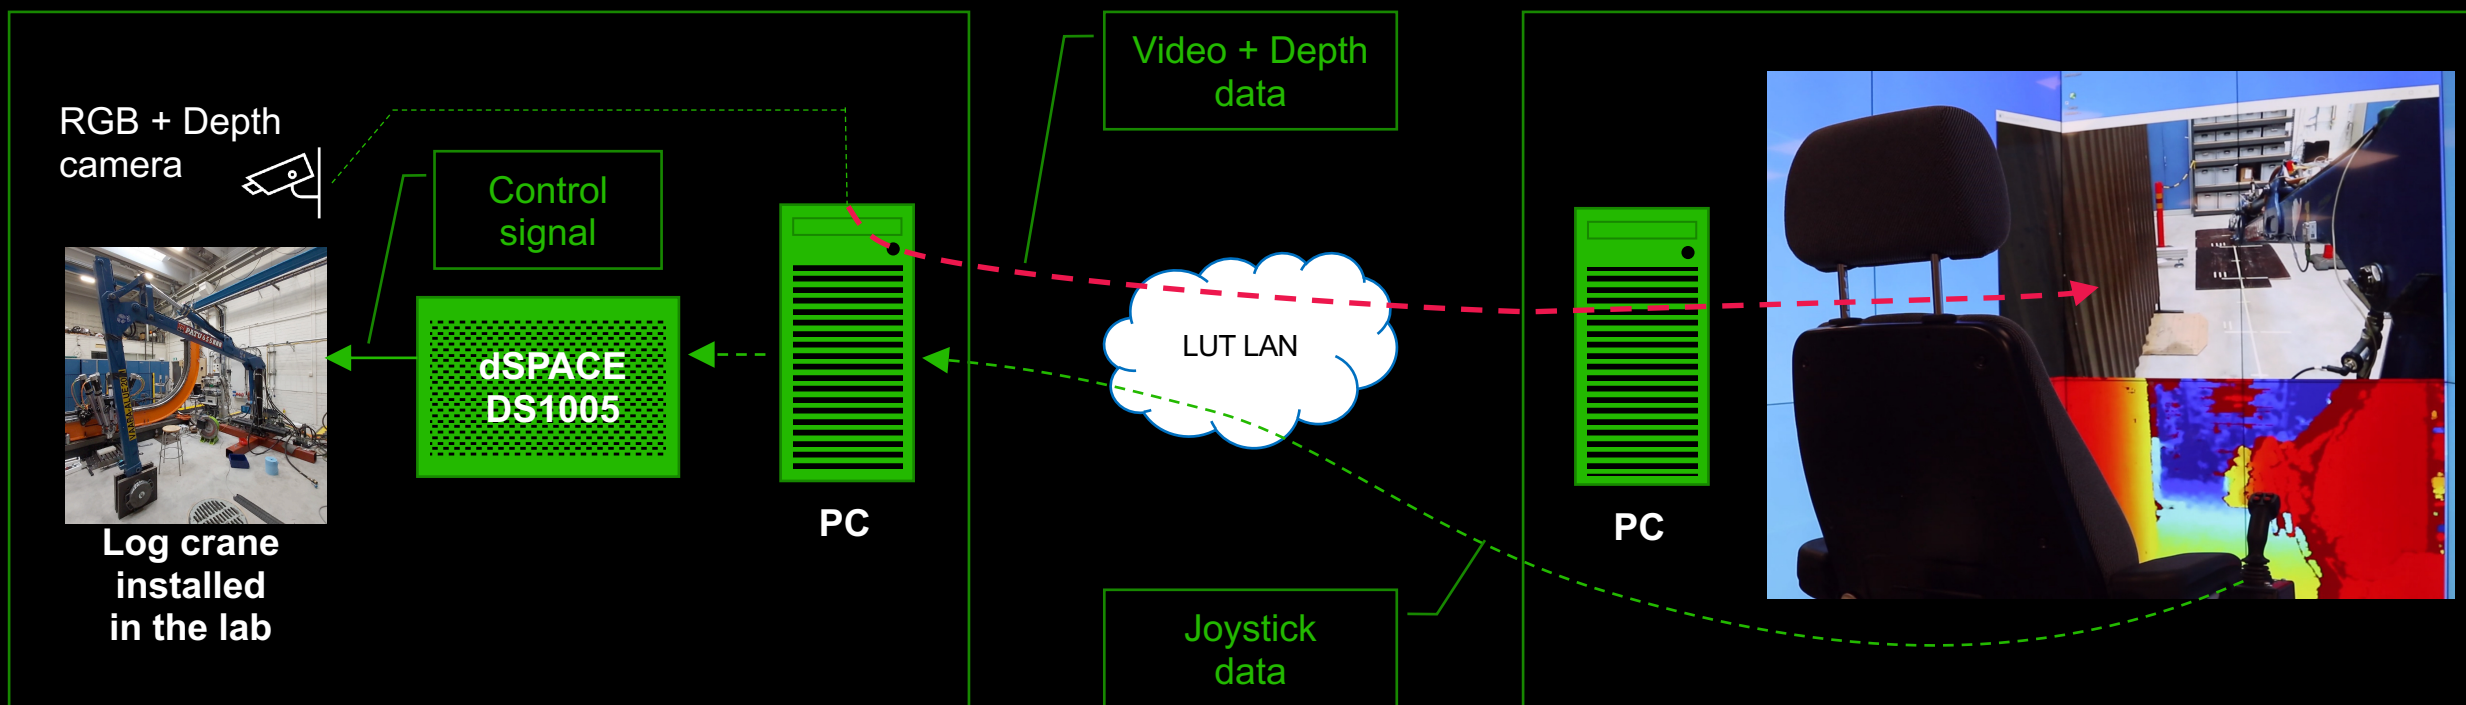 RGB + Depth
camera
Control
signal
Video + Depth
data
dSPACE
DS1005
PC
LUT LAN
PC
Log crane
installed
in the lab
Joystick
data